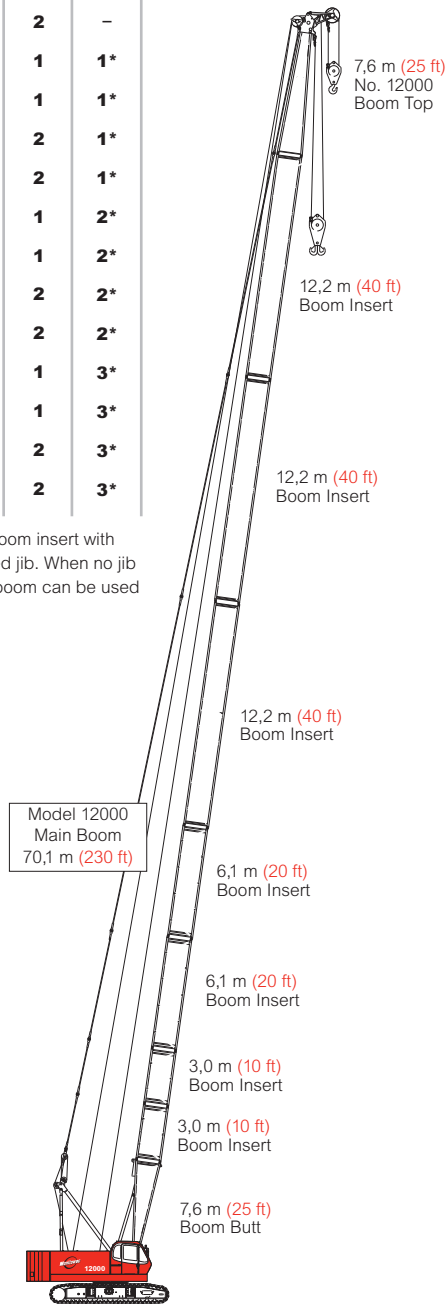 2 –
1 1*
1 1*
2 1*
2 1*
1 2*
1 2*
2 2*
2 2*
1 3*
1 3*
2 3*
2 3*
oom insert with
d jib. When no jib
boom can be used
7,6 m (25 ft)
No. 12000
Boom Top
12,2 m (40 ft)
Boom Insert
12,2 m (40 ft)
Boom Insert
12,2 m (40 ft)
Boom Insert
Model 12000
Main Boom
70,1 m (230 ft)
6,1 m (20 ft)
Boom Insert
6,1 m (20 ft)
Boom Insert
3,0 m (10 ft)
Boom Insert
3,0 m (10 ft)
Boom Insert
7,6 m (25 ft)
Boom Butt
12000